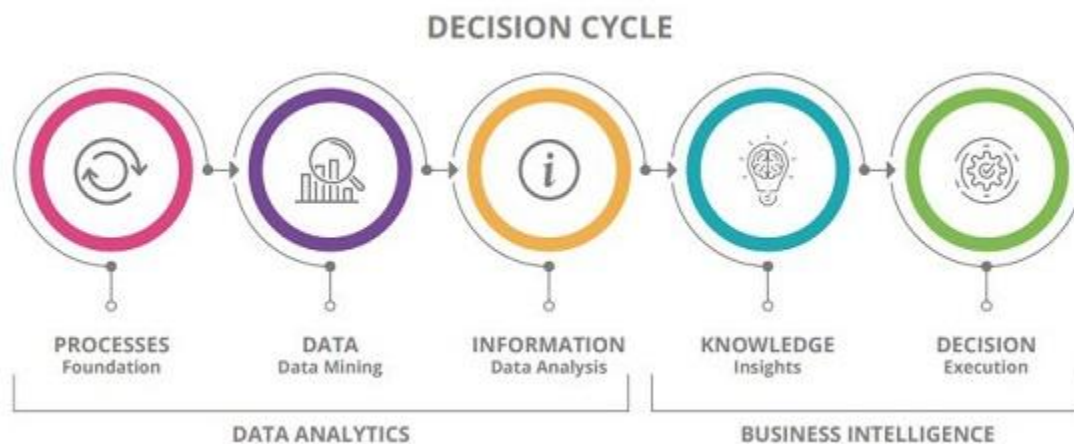 DECISION CYCLE
i
PROCESSES
Foundation
DATA
Data Mining
INFORMATION
Data Analysis
KNOWLEDGE
Insights
DECISION
Execution
DATA ANALYTICS
BUSINESS INTELLIGENCE